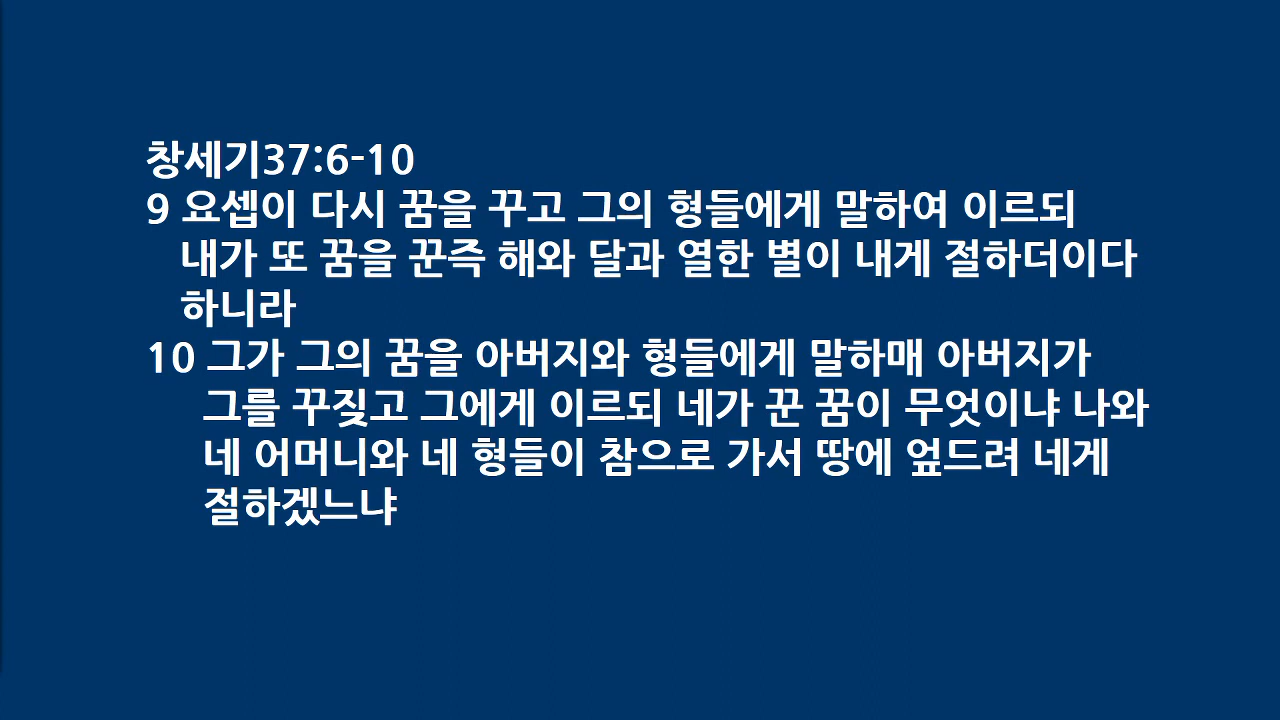 창세기37:6-10
9 요셉이 다시 꿈을 꾸고 그의 형들에게 말하여 이르되
내가 또 꿈을 꾼즉 해와 달과 열한 별이 내게 절하더이다
하니라
10 그가 그의 꿈을 아버지와 형들에게 말하매 아버지가
그를 꾸짖고 그에게 이르되 네가 꾼 꿈이 무엇이냐 나와
네 어머니와 네 형들이 참으로 가서 땅에 엎드려 네게
절하겠느냐